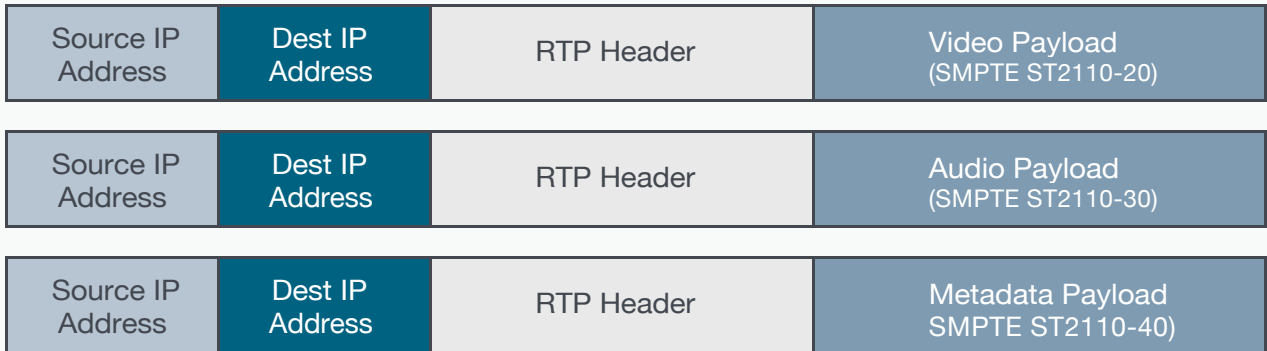 Source IP
Address
Dest IP
Address
RTP Header
Video Payload
(SMPTE ST2110-20)
Source IP
Address
Dest IP
Address
RTP Header
Audio Payload
(SMPTE ST2110-30)
Source IP
Address
Dest IP
Address
RTP Header
Metadata Payload
SMPTE ST2110-40)